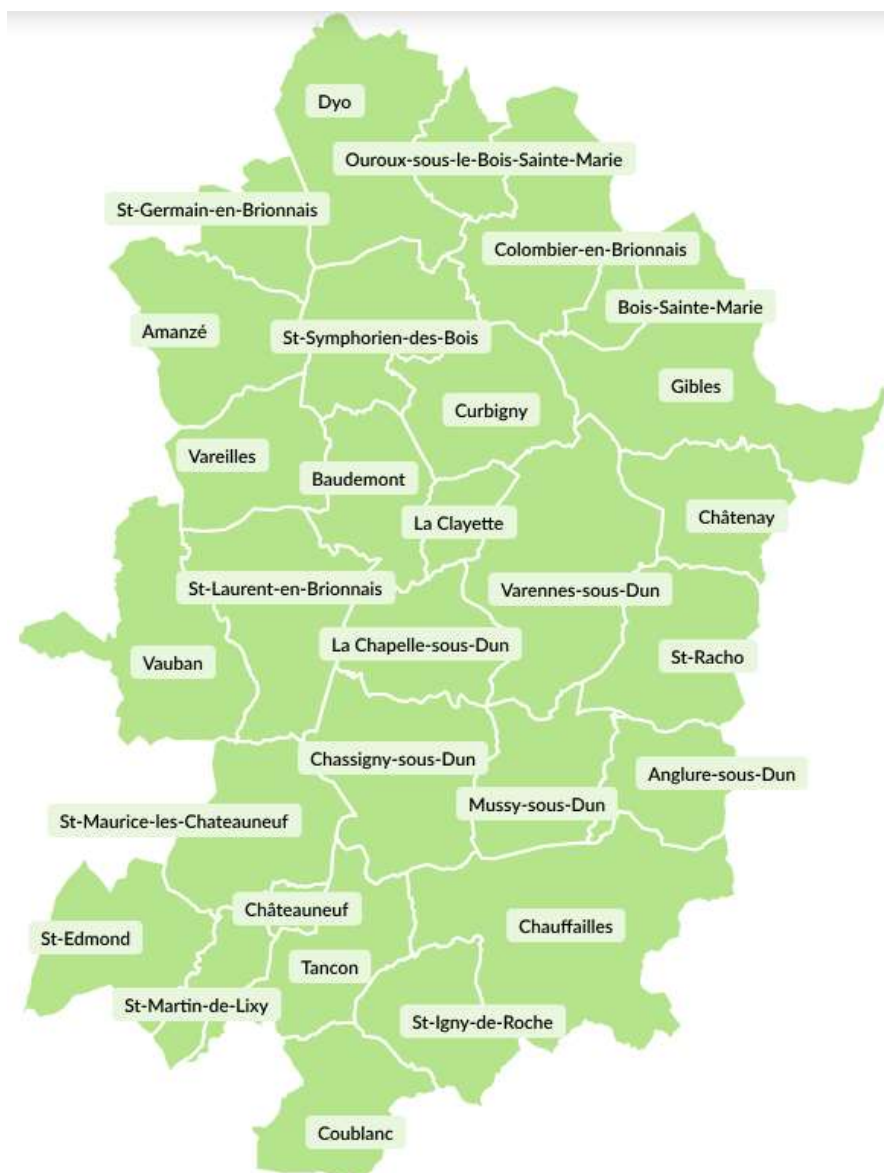 Dyo
Ouroux-sous-le-Bois-Sainte-Marie
St-Germain-en-Brionnais
Colombier-en-Brionnais
Bois-Sainte-Marie
Amanzé
St-Symphorien-des-Bois
Gibles
Curbigny
Vareilles
Baudemont
La Clayette
Châtenay
St-Laurent-en-Brionnais
Varennes-sous-Dun
La Chapelle-sous-Dun
St-Racho
Vauban
Chassigny-sous-Dun
Anglure-sous-Dun
Mussy-sous-Dun
St-Maurice-les-Chateauneuf
Châteauneuf
Chauffailles
St-Edmond
Tancon
St-Martin-de-Lixy
St-Igny-de-Roche
Coublanc